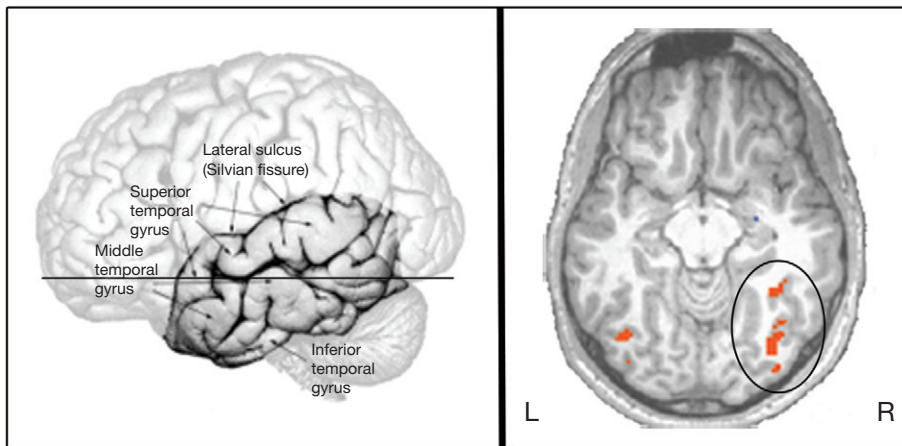 Lateral sulcus
(Silvian fissure)
Superior
temporal
gyrus
Middle
temporal
gyrus
Inferior
temporal
gyrus
L
R